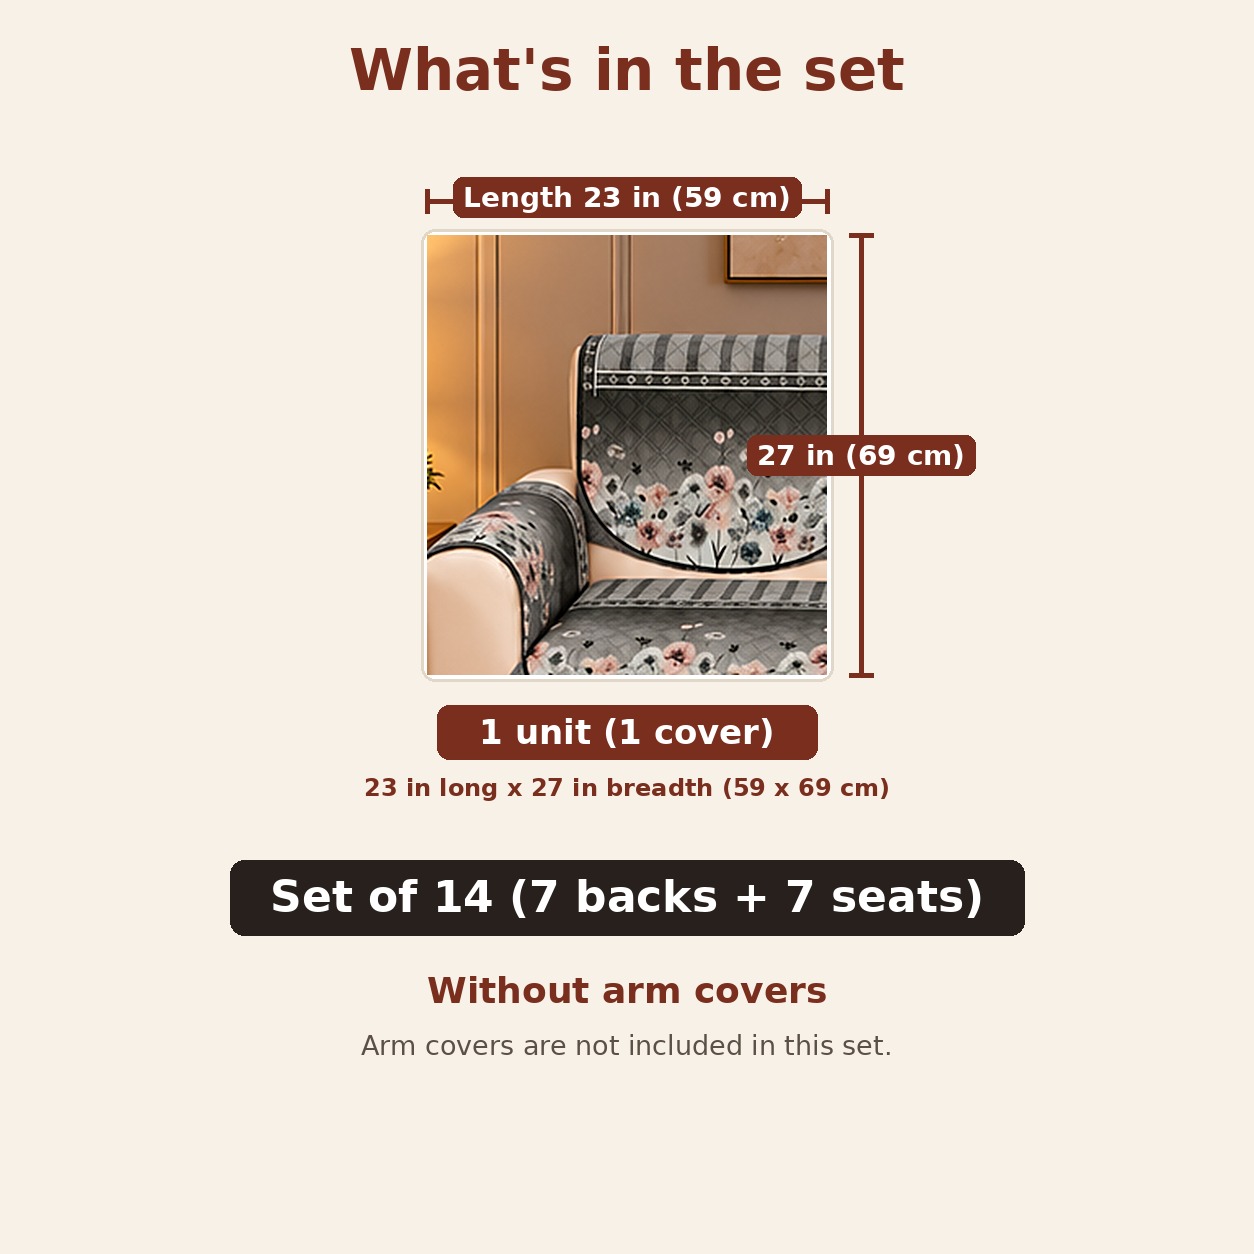 What's in the set
Length 23 in (59 cm)
27 in (69 cm)
1 unit (1 cover)
23 in long x 27 in breadth (59 x 69 cm)
Set of 14 (7 backs + 7 seats)
Without arm covers
Arm covers are not included in this set.